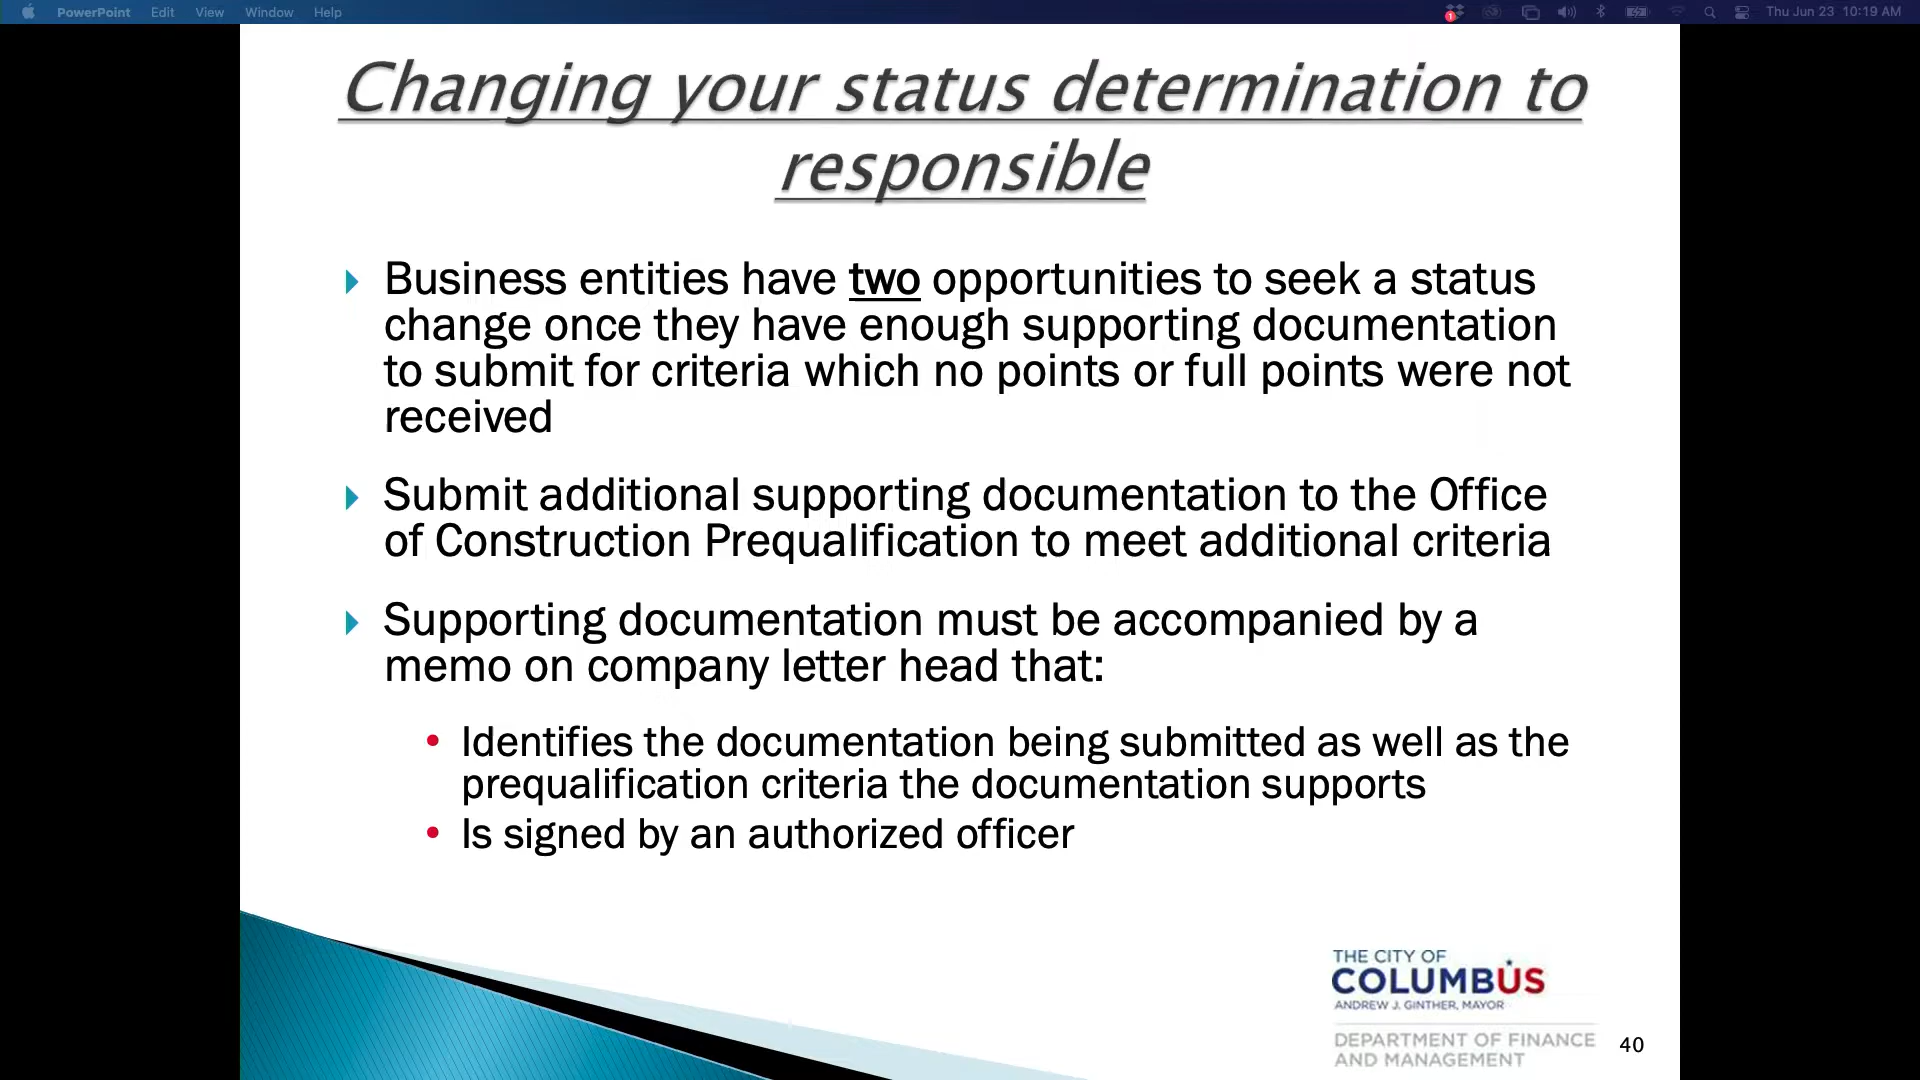 PowerPoint Edit View Window Help
1
Thu Jun 23 10:19 AM
Changing your status determination to
responsible
Business entities have two opportunities to seek a status
change once they have enough supporting documentation
to submit for criteria which no points or full points were not
received
Submit additional supporting documentation to the Office
of Construction Prequalification to meet additional criteria
Supporting documentation must be accompanied by a
memo on company letter head that:
Identifies the documentation being submitted as well as the
prequalification criteria the documentation supports
Is signed by an authorized officer
THE CITY OF
COLUMBUS
ANDREW J. GINTHER, MAYOR
DEPARTMENT OF FINANCE
AND MANAGEMENT
40